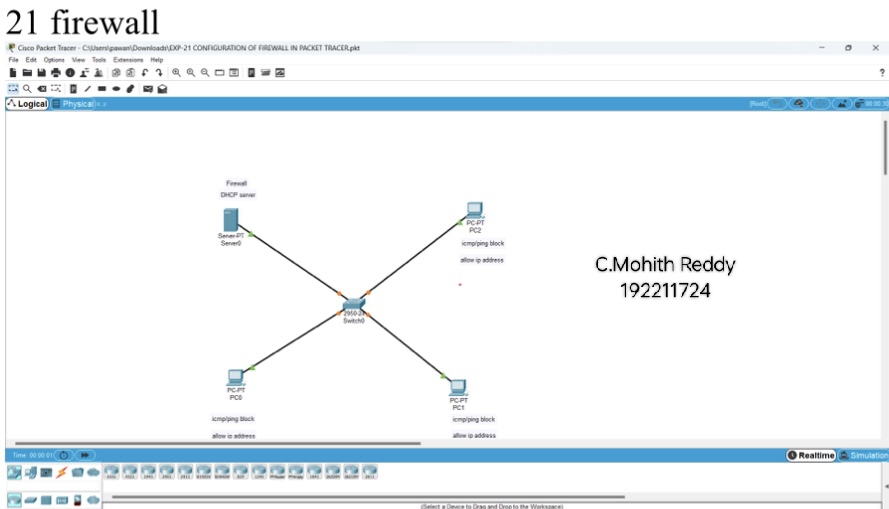 21 firewall
Cisco Packet Tracer - C:\Users\pawan\Downloads\EXP-21 CONFIGURATION OF FIREWALL IN PACKET TRACER.pkt
File Edit Options View Tools Extensions Help
Logical Physical
[Root]
Firewall
DHCP server
Server-PT
Server0
PC-PT
PC2
icmp/ping block
allow ip address
C.Mohith Reddy
192211724
2950-24
Switch0
PC-PT
PC0
PC-PT
PC1
icmp/ping block
icmp/ping block
allow ip address
allow ip address
Time: 00:00:01
Realtime Simulation
(Select a Device to Drag and Drop to the Workspace)